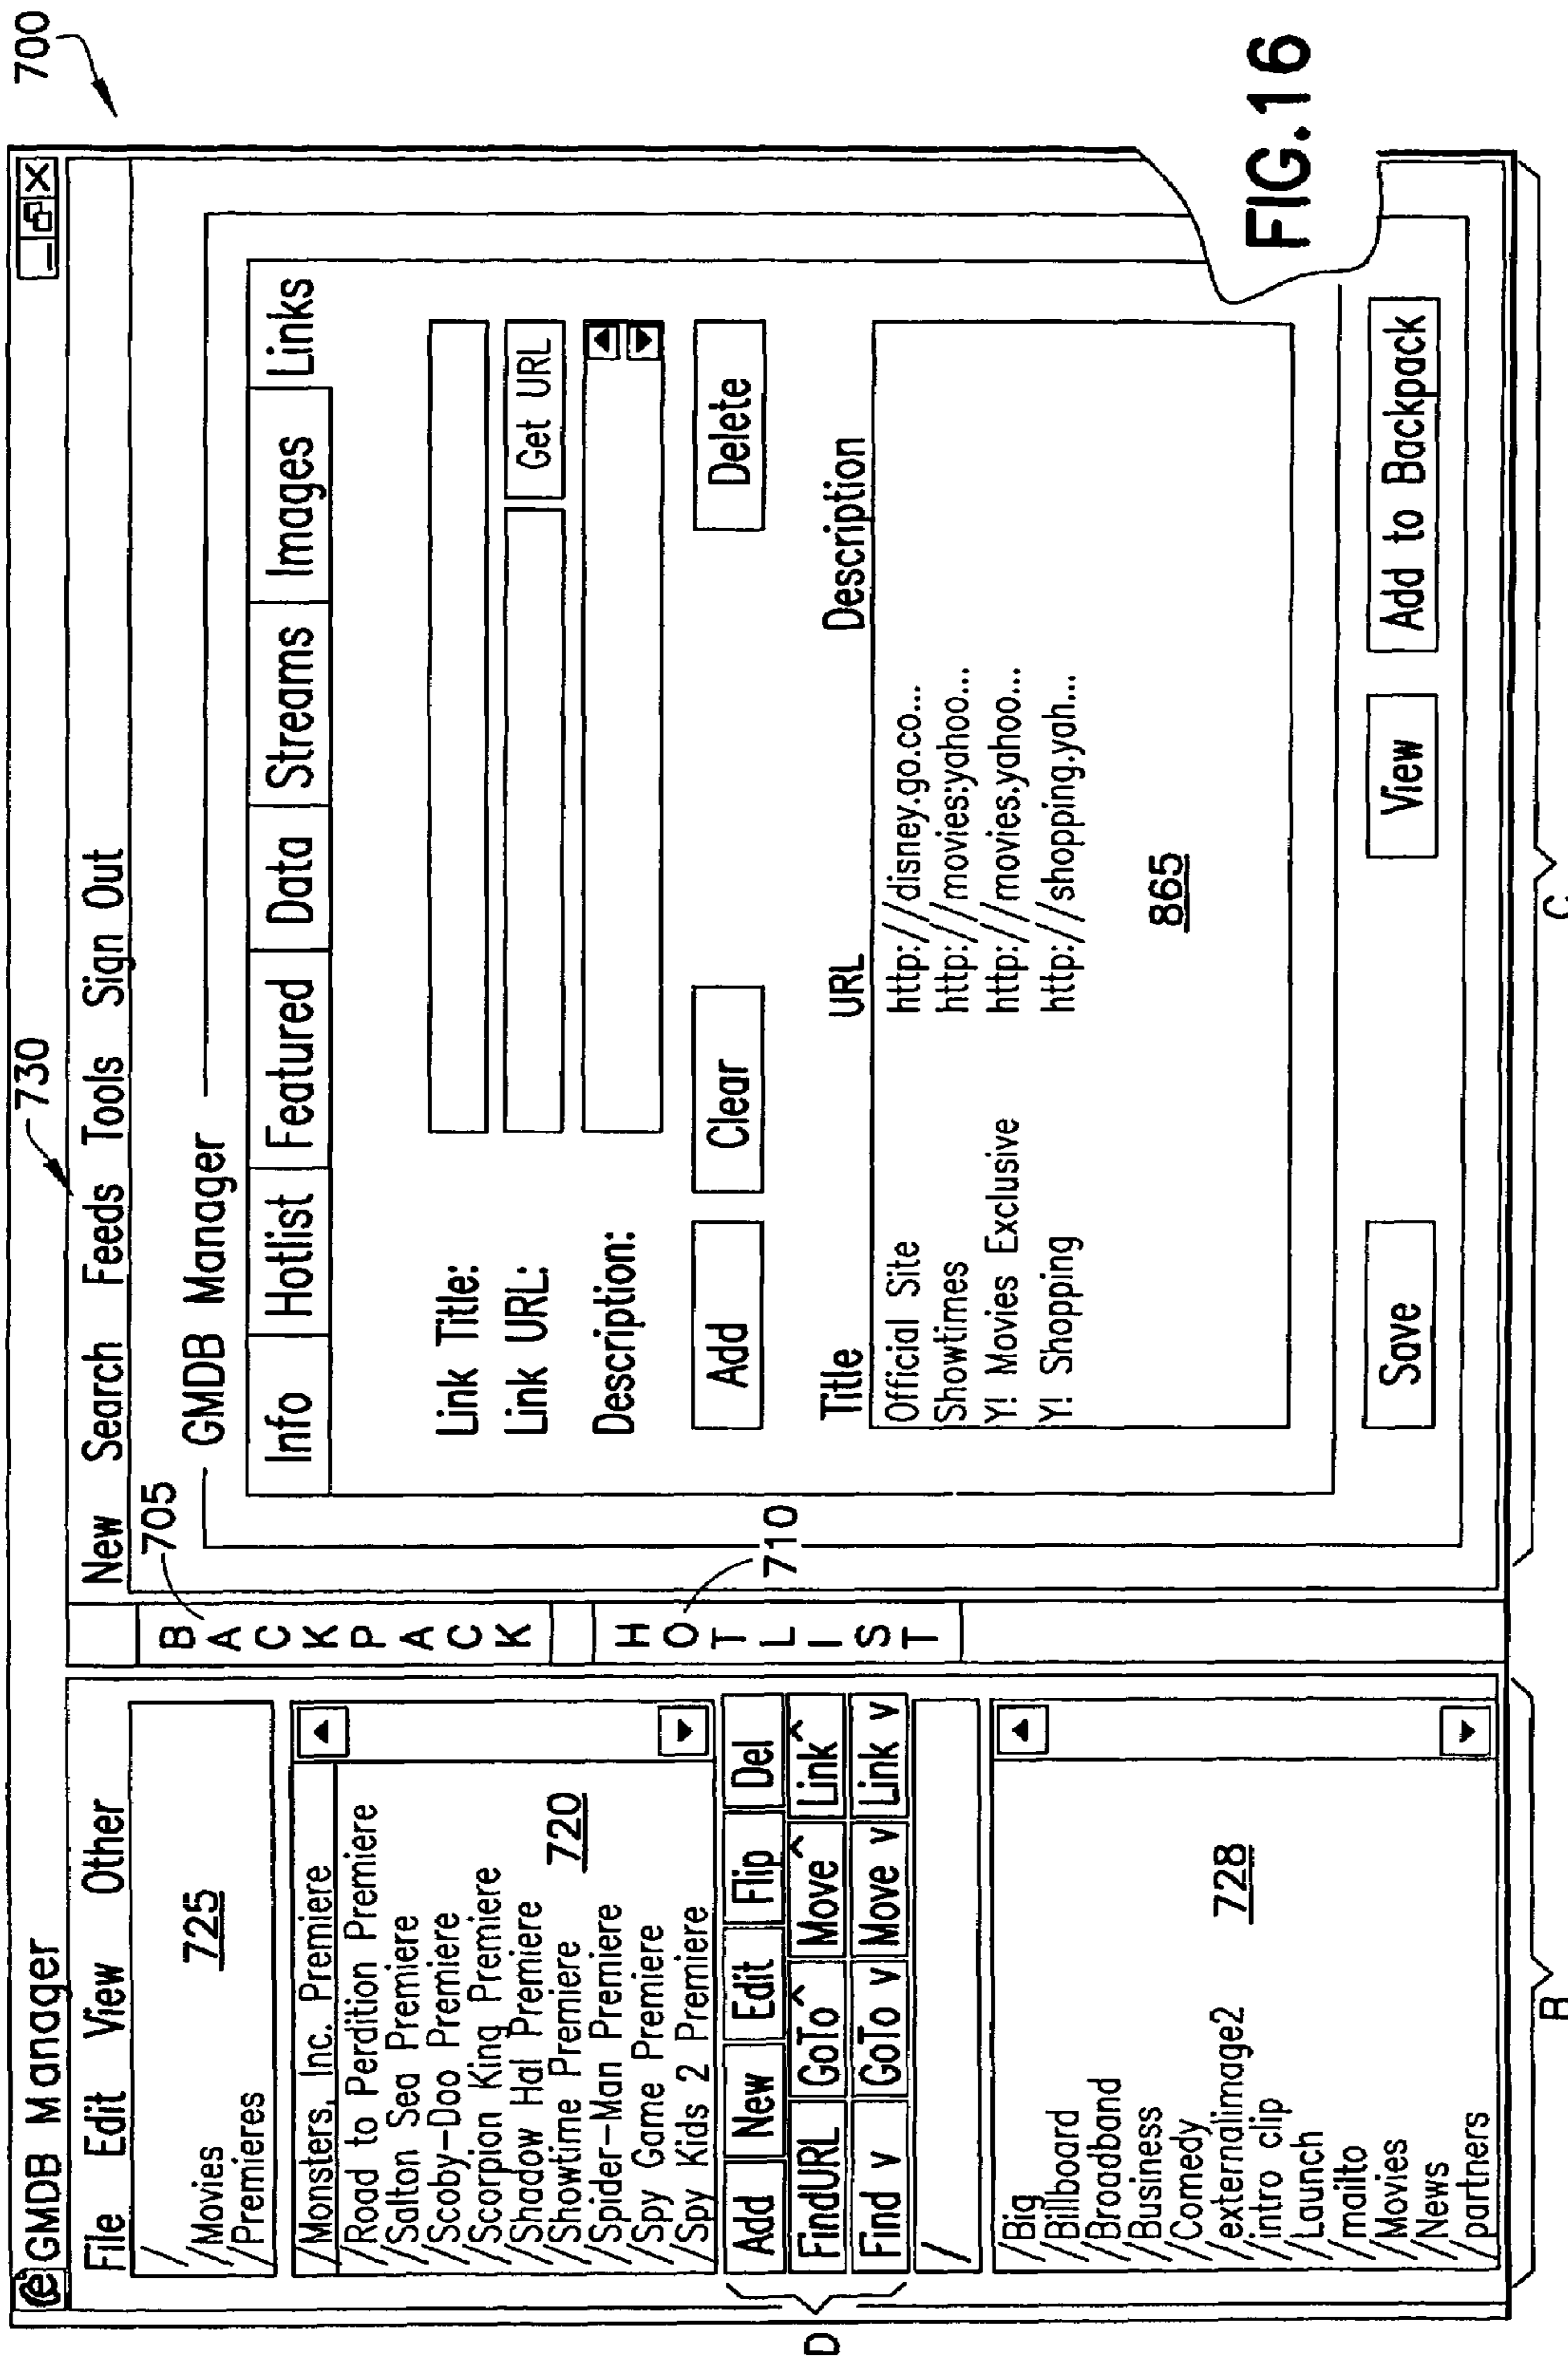 700
GMDB Manager
730
File Edit View Other
New Search Feeds Tools Sign Out
/
/Movies
/Premieres
725
705
BACKPACK
HOTLIST
710
/Monsters, Inc. Premiere
/Road to Perdition Premiere
/Salton Sea Premiere
/Scoby-Doo Premiere
/Scorpian King Premiere
/Shadow Hal Premiere
/Showtime Premiere
/Spider-Man Premiere
/Spy Game Premiere
/Spy Kids 2 Premiere
720
D
Add New Edit Flip Del
FindURL GoTo^ Move^ Link^
Find v GoTo v Move v Link v
/
/Big
/Billboard
/Broadband
/Business
/Comedy
/externalimage2
/intro clip
/Launch
/mailto
/Movies
/News
/partners
728
B
GMDB Manager
Info Hotlist Featured Data Streams Images Links
Link Title:
Link URL: Get URL
Description:
Add Clear Delete
Title URL Description
Official Site http://disney.go.co...
Showtimes http://movies:yahoo...
Y! Movies Exclusive http://movies.yahoo...
Y! Shopping http://shopping.yah...
865
Save View Add to Backpack
C
FIG.16